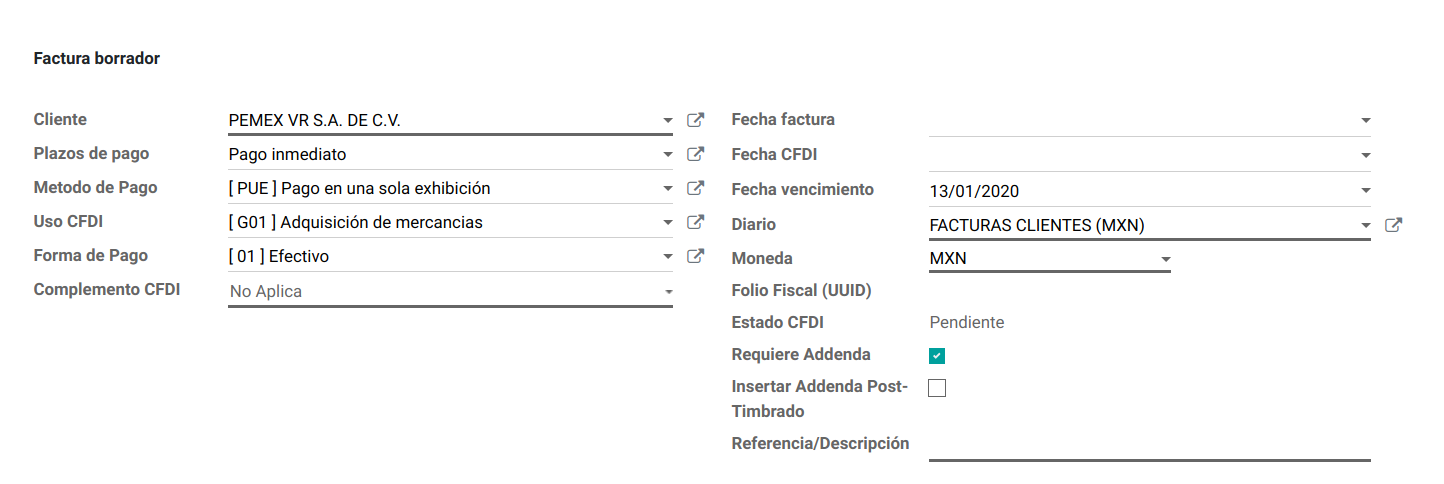 Factura borrador
Cliente PEMEX VR S.A. DE C.V.
Plazos de pago Pago inmediato
Metodo de Pago [ PUE ] Pago en una sola exhibición
Uso CFDI [ G01 ] Adquisición de mercancias
Forma de Pago [ 01 ] Efectivo
Complemento CFDI No Aplica
Fecha factura
Fecha CFDI
Fecha vencimiento 13/01/2020
Diario FACTURAS CLIENTES (MXN)
Moneda MXN
Folio Fiscal (UUID)
Estado CFDI Pendiente
Requiere Addenda
Insertar Addenda Post-
Timbrado
Referencia/Descripción